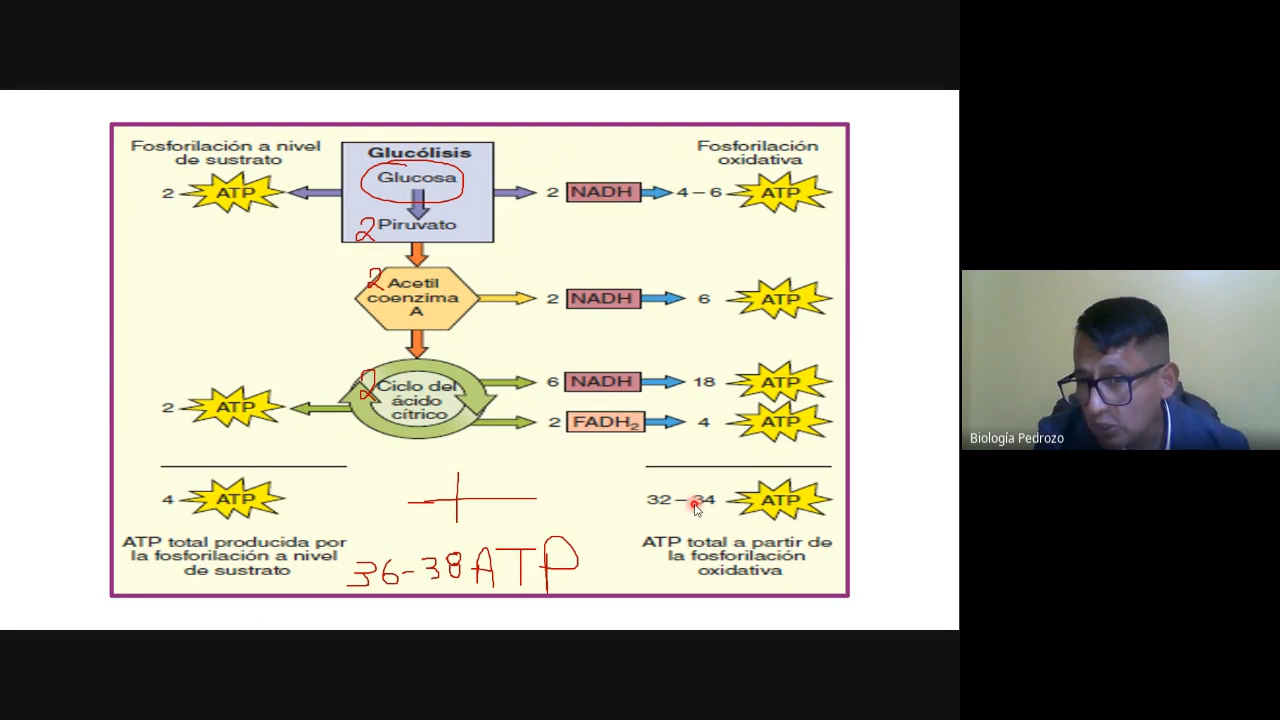 Fosforilación a nivel
de sustrato
Glucólisis
Fosforilación
oxidativa
2 ATP
Glucosa
2 NADH
4 – 6 ATP
2 Piruvato
2 Acetil
coenzima
A
2 NADH
6 ATP
2 ATP
2 Ciclo del
ácido
cítrico
6 NADH
18 ATP
2 FADH₂
4 ATP
4 ATP
32 – 34 ATP
ATP total producida por
la fosforilación a nivel
de sustrato
ATP total a partir de
la fosforilación
oxidativa
36-38 ATP
Biología Pedrozo